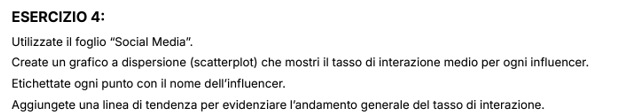 ESERCIZIO 4:
Utilizzate il foglio “Social Media”.
Create un grafico a dispersione (scatterplot) che mostri il tasso di interazione medio per ogni influencer.
Etichettate ogni punto con il nome dell’influencer.
Aggiungete una linea di tendenza per evidenziare l’andamento generale del tasso di interazione.